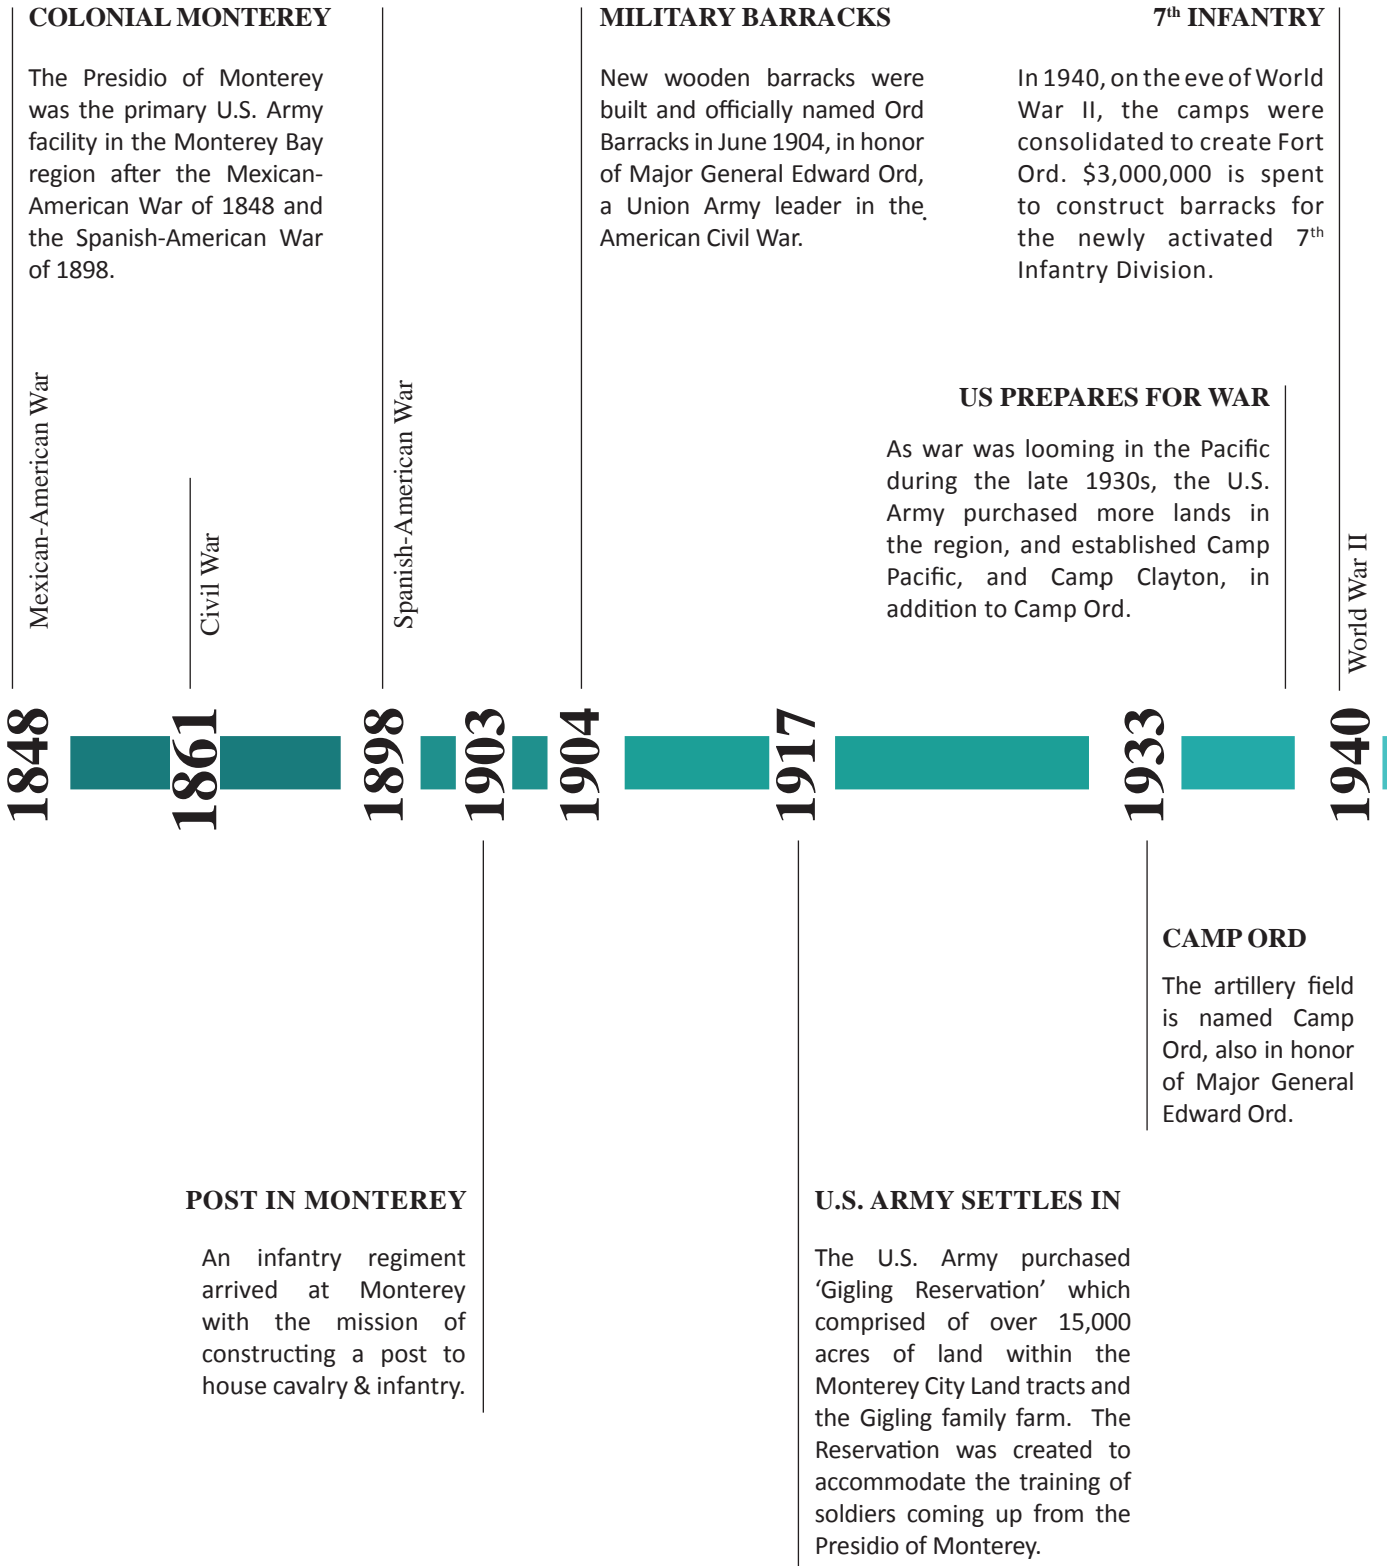 COLONIAL MONTEREY
The Presidio of Monterey
was the primary U.S. Army
facility in the Monterey Bay
region after the Mexican-
American War of 1848 and
the Spanish-American War
of 1898.
MILITARY BARRACKS
New wooden barracks were
built and officially named Ord
Barracks in June 1904, in honor
of Major General Edward Ord,
a Union Army leader in the
American Civil War.
7th INFANTRY
In 1940, on the eve of World
War II, the camps were
consolidated to create Fort
Ord. $3,000,000 is spent
to construct barracks for
the newly activated 7th
Infantry Division.
US PREPARES FOR WAR
As war was looming in the Pacific
during the late 1930s, the U.S.
Army purchased more lands in
the region, and established Camp
Pacific, and Camp Clayton, in
addition to Camp Ord.
Mexican-American War
Civil War
Spanish-American War
World War II
1848
1861
1898
1903
1904
1917
1933
1940
CAMP ORD
The artillery field
is named Camp
Ord, also in honor
of Major General
Edward Ord.
POST IN MONTEREY
An infantry regiment
arrived at Monterey
with the mission of
constructing a post to
house cavalry & infantry.
U.S. ARMY SETTLES IN
The U.S. Army purchased
‘Gigling Reservation’ which
comprised of over 15,000
acres of land within the
Monterey City Land tracts and
the Gigling family farm. The
Reservation was created to
accommodate the training of
soldiers coming up from the
Presidio of Monterey.